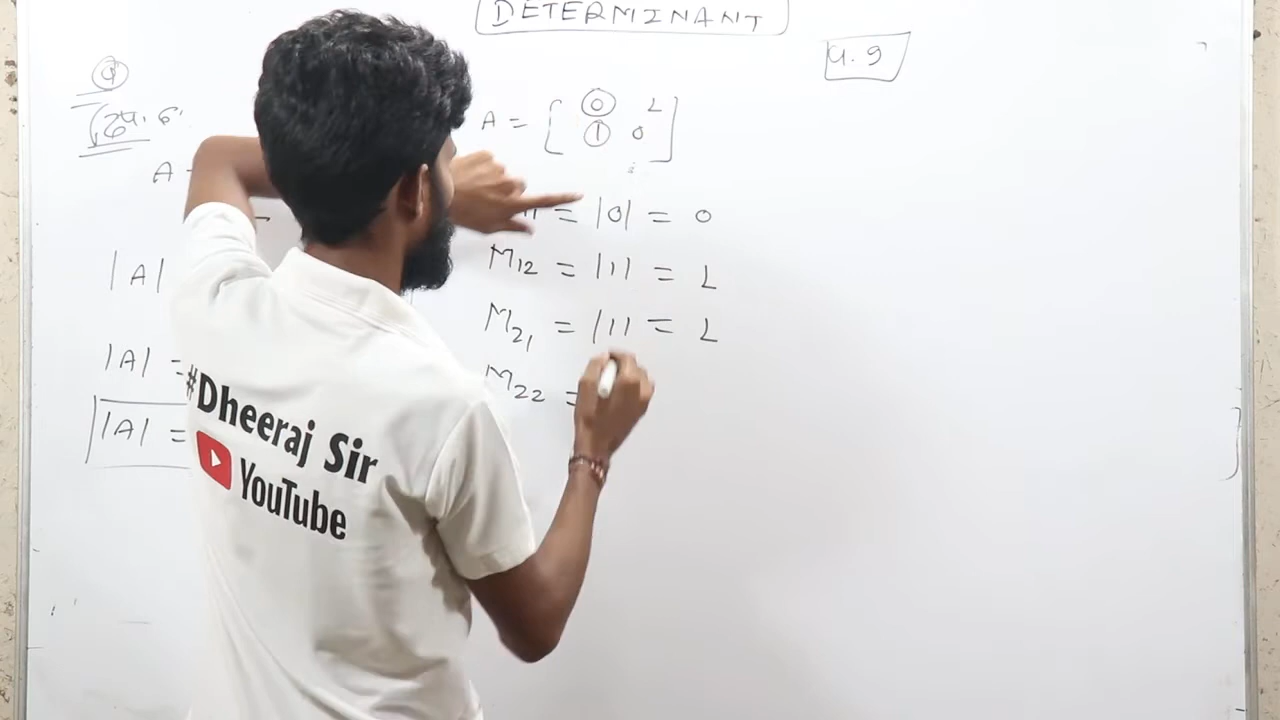 DETERMINANT
4.9
A = [ 0 1
1 0 ]
A
= |0| = 0
M12 = |1| = 1
M21 = |1| = 1
M22 =
|A|
|A| =
|A| =
#Dheeraj Sir
YouTube